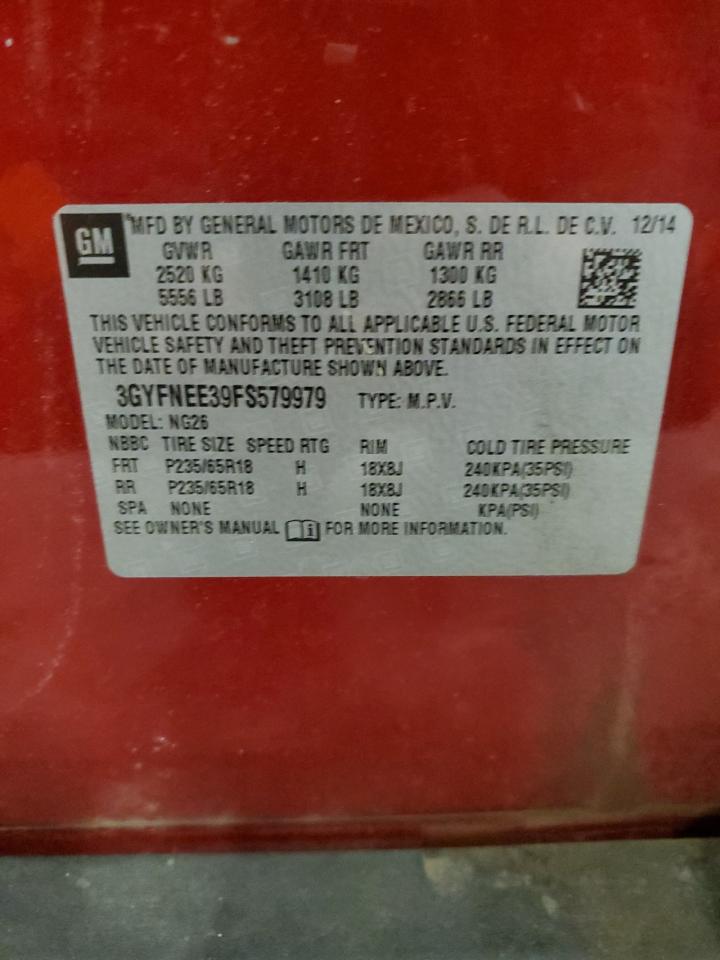 GM
MFD BY GENERAL MOTORS DE MEXICO, S. DE R.L. DE C.V. 12/14
GVWR GAWR FRT GAWR RR
2520 KG 1410 KG 1300 KG
5556 LB 3108 LB 2866 LB
THIS VEHICLE CONFORMS TO ALL APPLICABLE U.S. FEDERAL MOTOR
VEHICLE SAFETY AND THEFT PREVENTION STANDARDS IN EFFECT ON
THE DATE OF MANUFACTURE SHOWN ABOVE.
3GYFNEE39FS579979 TYPE: M.P.V.
MODEL: NG26
NBBC TIRE SIZE SPEED RTG RIM COLD TIRE PRESSURE
FRT P235/65R18 H 18X8J 240KPA(35PSI)
RR P235/65R18 H 18X8J 240KPA(35PSI)
SPA NONE NONE KPA(PSI)
SEE OWNER'S MANUAL i FOR MORE INFORMATION.